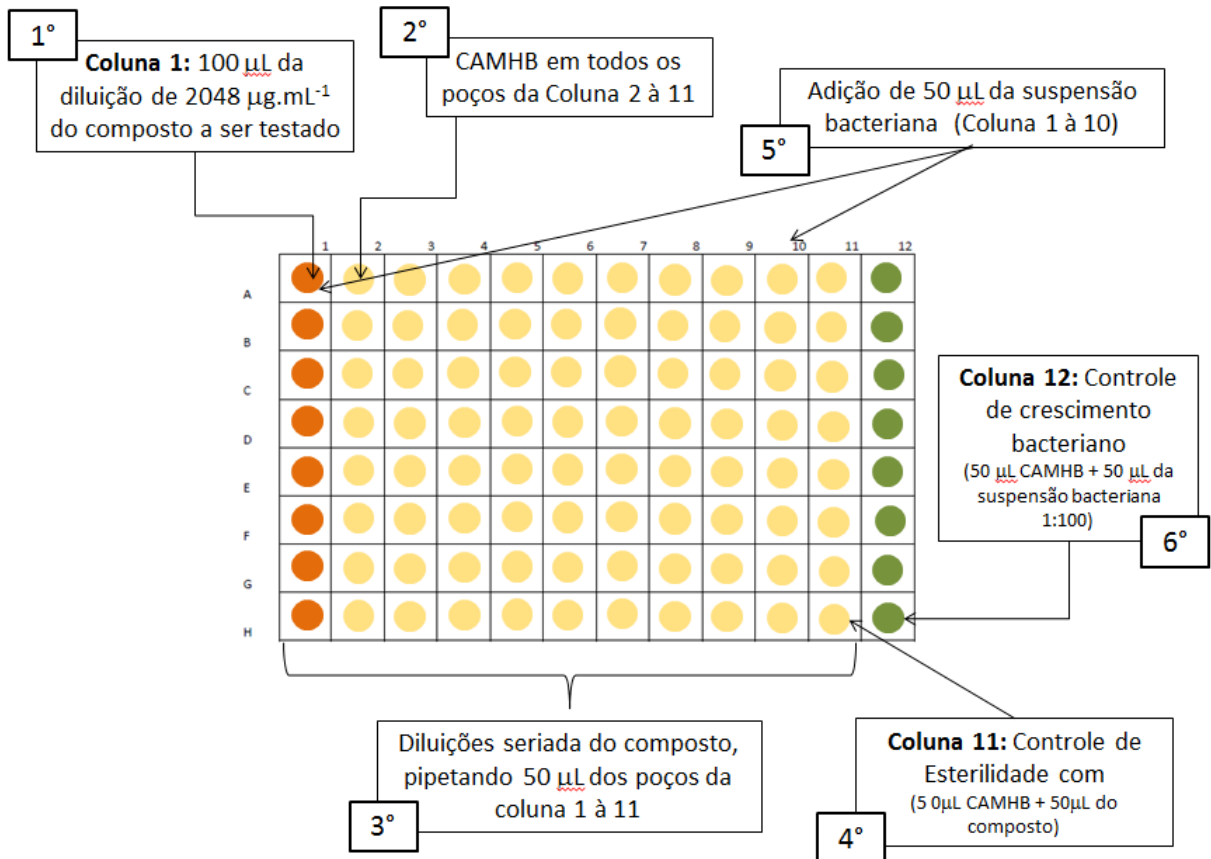 1°
Coluna 1: 100 µL da
diluição de 2048 µg.mL⁻¹
do composto a ser testado
2°
CAMHB em todos os
poços da Coluna 2 à 11
Adição de 50 µL da suspensão
bacteriana (Coluna 1 à 10)
5°
1 2 3 4 5 6 7 8 9 10 11 12
A
B
C
D
E
F
G
H
Coluna 12: Controle
de crescimento
bacteriano
(50 µL CAMHB + 50 µL da
suspensão bacteriana
1:100)
6°
Diluições seriada do composto,
pipetando 50 µL dos poços da
coluna 1 à 11
3°
Coluna 11: Controle de
Esterilidade com
(5 0µL CAMHB + 50µL do
composto)
4°